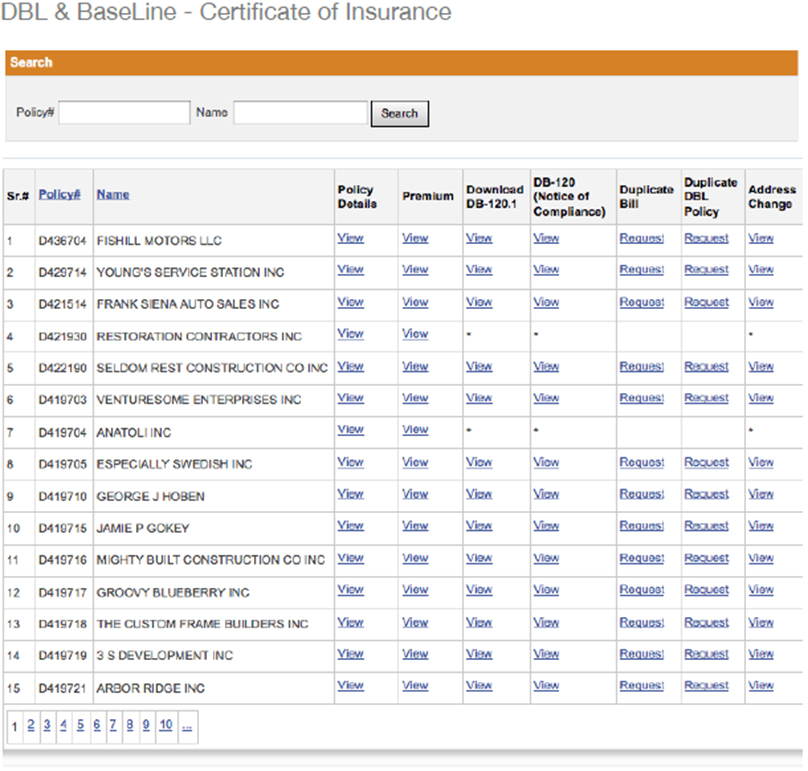 DBL & BaseLine - Certificate of Insurance
Search
Policy# Name Search
Sr.# Policy# Name Policy Details Premium Download DB-120.1 DB-120 (Notice of Compliance) Duplicate Bill Duplicate DBL Policy Address Change
1 D436704 FISHILL MOTORS LLC View View View View Request Request View
2 D429714 YOUNG'S SERVICE STATION INC View View View View Request Request View
3 D421514 FRANK SIENA AUTO SALES INC View View View View Request Request View
4 D421930 RESTORATION CONTRACTORS INC View View * * *
5 D422190 SELDOM REST CONSTRUCTION CO INC View View View View Request Request View
6 D419703 VENTURESOME ENTERPRISES INC View View View View Request Request View
7 D419704 ANATOLI INC View View * * *
8 D419705 ESPECIALLY SWEDISH INC View View View View Request Request View
9 D419710 GEORGE J HOBEN View View View View Request Request View
10 D419715 JAMIE P GOKEY View View View View Request Request View
11 D419716 MIGHTY BUILT CONSTRUCTION CO INC View View View View Request Request View
12 D419717 GROOVY BLUEBERRY INC View View View View Request Request View
13 D419718 THE CUSTOM FRAME BUILDERS INC View View View View Request Request View
14 D419719 3 S DEVELOPMENT INC View View View View Request Request View
15 D419721 ARBOR RIDGE INC View View View View Request Request View
1 2 3 4 5 6 7 8 9 10 ...